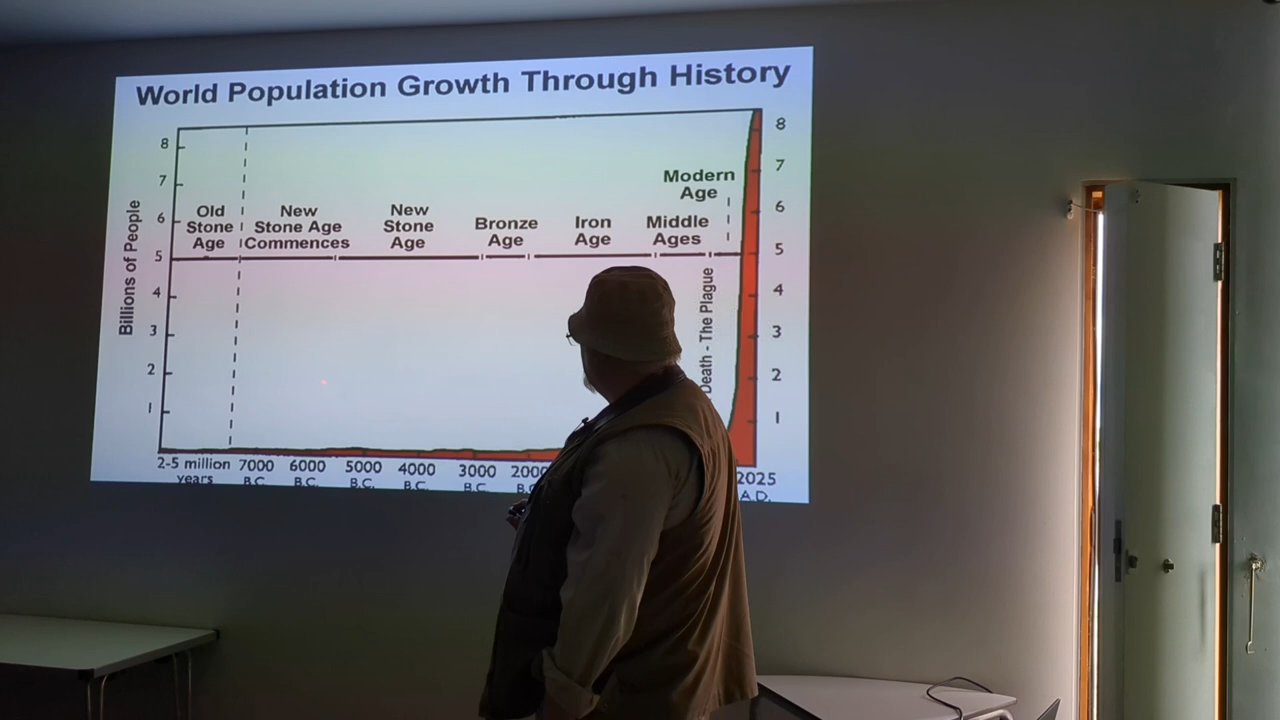 World Population Growth Through History
Billions of People
8
7
6
5
4
3
2
1
Old
Stone
Age
New
Stone Age
Commences
New
Stone
Age
Bronze
Age
Iron
Age
Middle
Ages
Modern
Age
Death - The Plague
8
7
6
5
4
3
2
1
2-5 million
years
7000
B.C.
6000
B.C.
5000
B.C.
4000
B.C.
3000
B.C.
2000
2025
A.D.